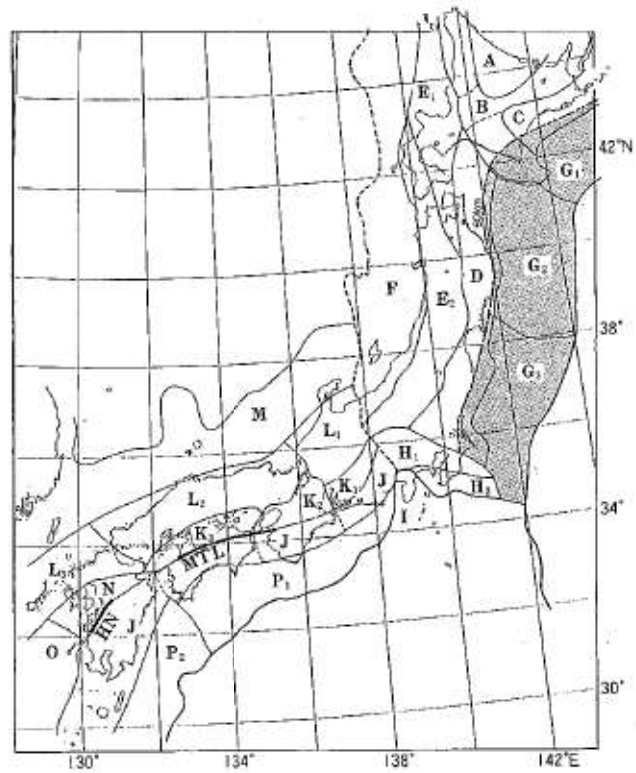 A
E₁
B
C
42°N
G₁
D
G₂
F
E₂
38°
G₃
M
L₁
H₁
L₂
K₂
K₁
J
H₂
34°
I
K₃
J
MTL
L₃
P₁
N
HN
J
O
P₂
30°
130°
134°
138°
142°E